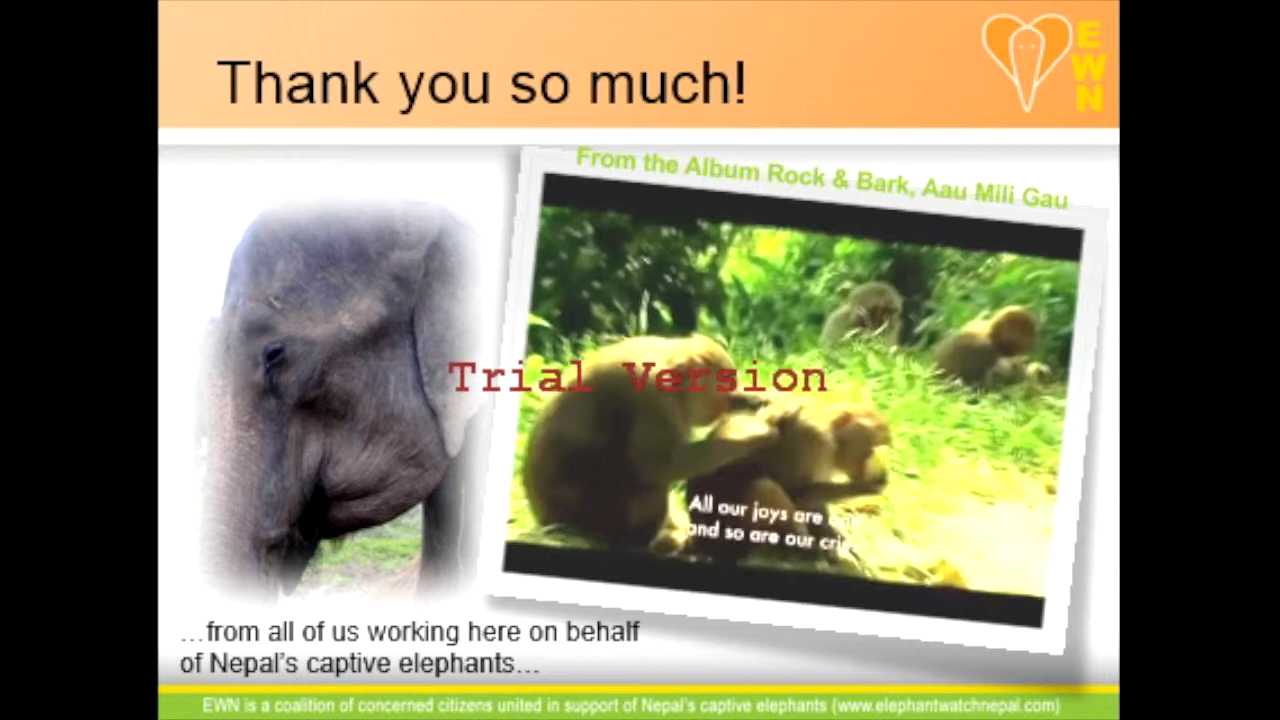 Thank you so much!
E
W
N
From the Album Rock & Bark, Aau Mili Gau
Trial Version
All our joys are
and so are our
…from all of us working here on behalf
of Nepal's captive elephants…
EWN is a coalition of concerned citizens united in support of Nepal's captive elephants (www.elephantwatchnepal.com)